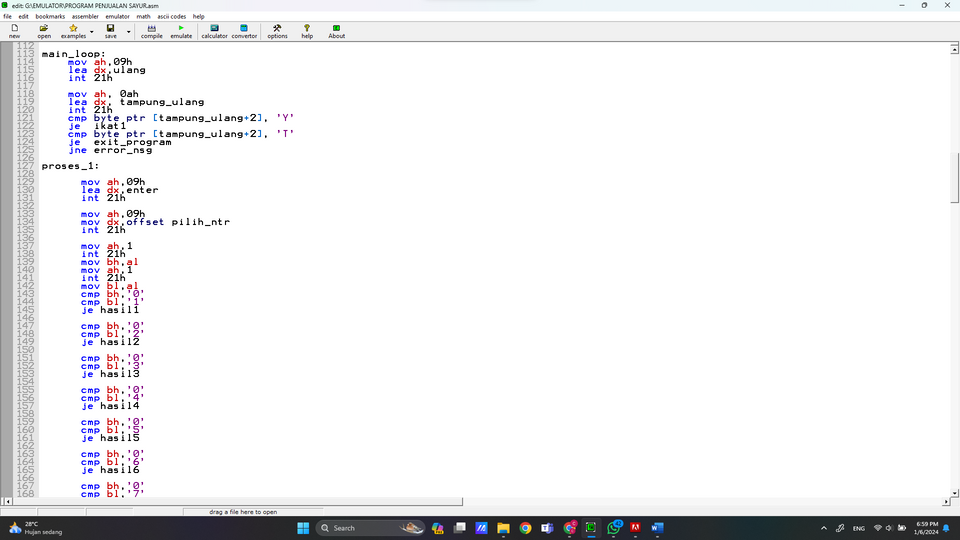 edit: G:\EMULATOR\PROGRAM PENJUALAN SAYUR.asm
file edit bookmarks assembler emulator math ascii codes help
new open examples save compile emulate calculator convertor options help About
112
113 main_loop:
114 mov ah,09h
115 lea dx,ulang
116 int 21h
117
118 mov ah, 0ah
119 lea dx, tampung_ulang
120 int 21h
121 cmp byte ptr [tampung_ulang+2], 'Y'
122 je ikat1
123 cmp byte ptr [tampung_ulang+2], 'T'
124 je exit_program
125 jne error_msg
126
127 proses_1:
128
129 mov ah,09h
130 lea dx,enter
131 int 21h
132
133 mov ah,09h
134 mov dx,offset pilih_mtr
135 int 21h
136
137 mov ah,1
138 int 21h
139 mov bh,al
140 mov ah,1
141 int 21h
142 mov bl,al
143 cmp bh,'0'
144 cmp bl,'1'
145 je hasil1
146
147 cmp bh,'0'
148 cmp bl,'2'
149 je hasil2
150
151 cmp bh,'0'
152 cmp bl,'3'
153 je hasil3
154
155 cmp bh,'0'
156 cmp bl,'4'
157 je hasil4
158
159 cmp bh,'0'
160 cmp bl,'5'
161 je hasil5
162
163 cmp bh,'0'
164 cmp bl,'6'
165 je hasil6
166
167 cmp bh,'0'
168 cmp bl,'7'
drag a file here to open
28°C
Hujan sedang
Search
ENG
6:59 PM
1/6/2024